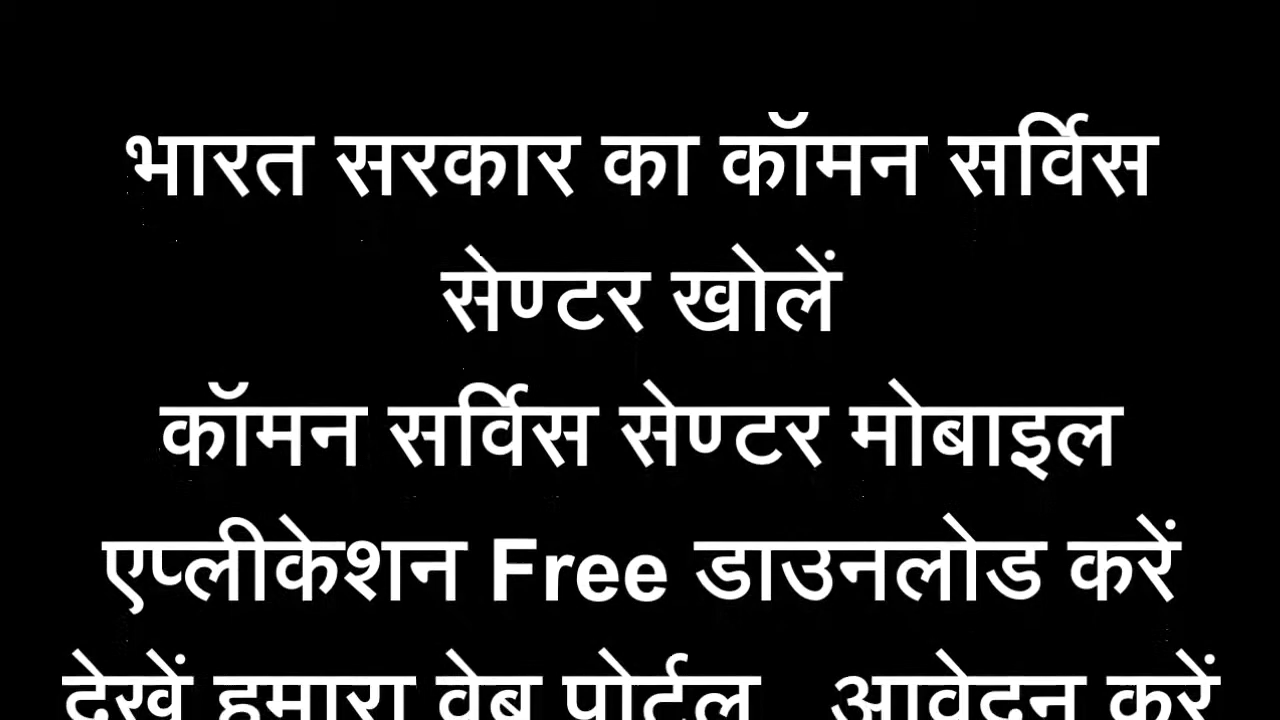 भारत सरकार का कॉमन सर्विस
सेण्टर खोलें
कॉमन सर्विस सेण्टर मोबाइल
एप्लीकेशन Free डाउनलोड करें
देखें हमारा वेब पोर्टल आवेदन करें